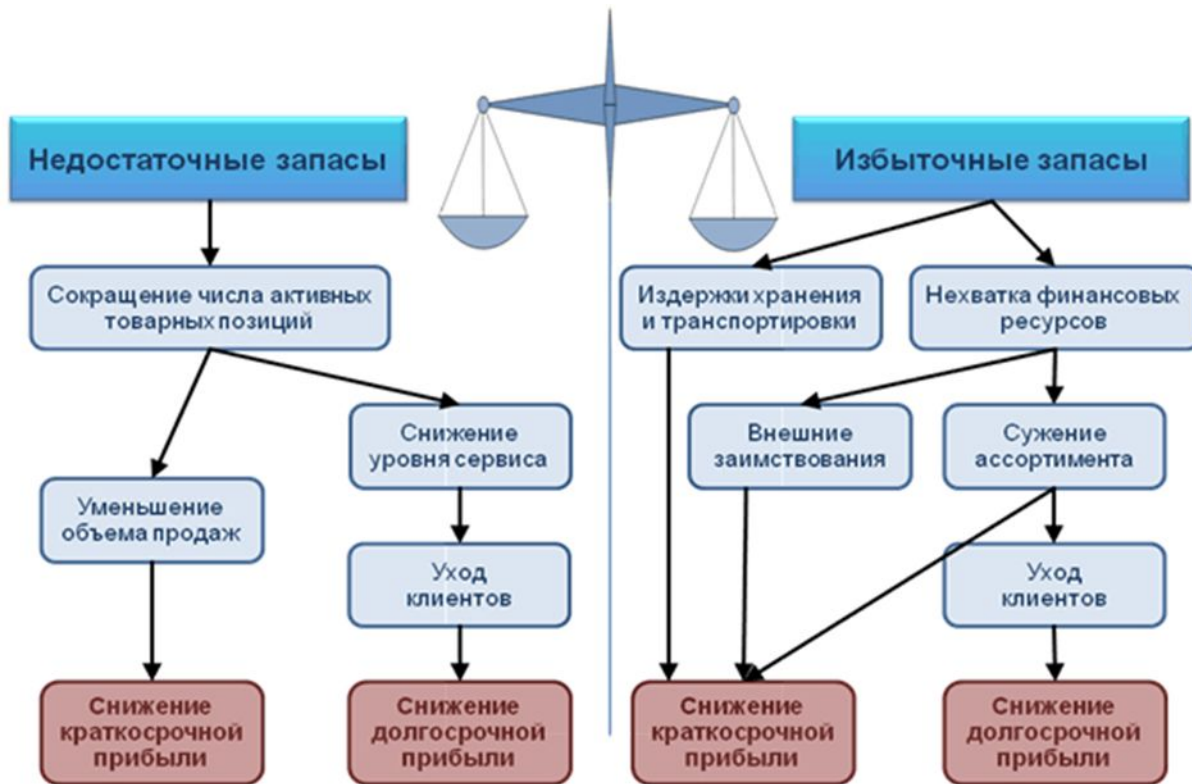 Недостаточные запасы
Избыточные запасы
Сокращение числа активных
товарных позиций
Издержки хранения
и транспортировки
Нехватка финансовых
ресурсов
Снижение
уровня сервиса
Внешние
заимствования
Сужение
ассортимента
Уменьшение
объема продаж
Уход
клиентов
Уход
клиентов
Снижение
краткосрочной
прибыли
Снижение
долгосрочной
прибыли
Снижение
краткосрочной
прибыли
Снижение
долгосрочной
прибыли